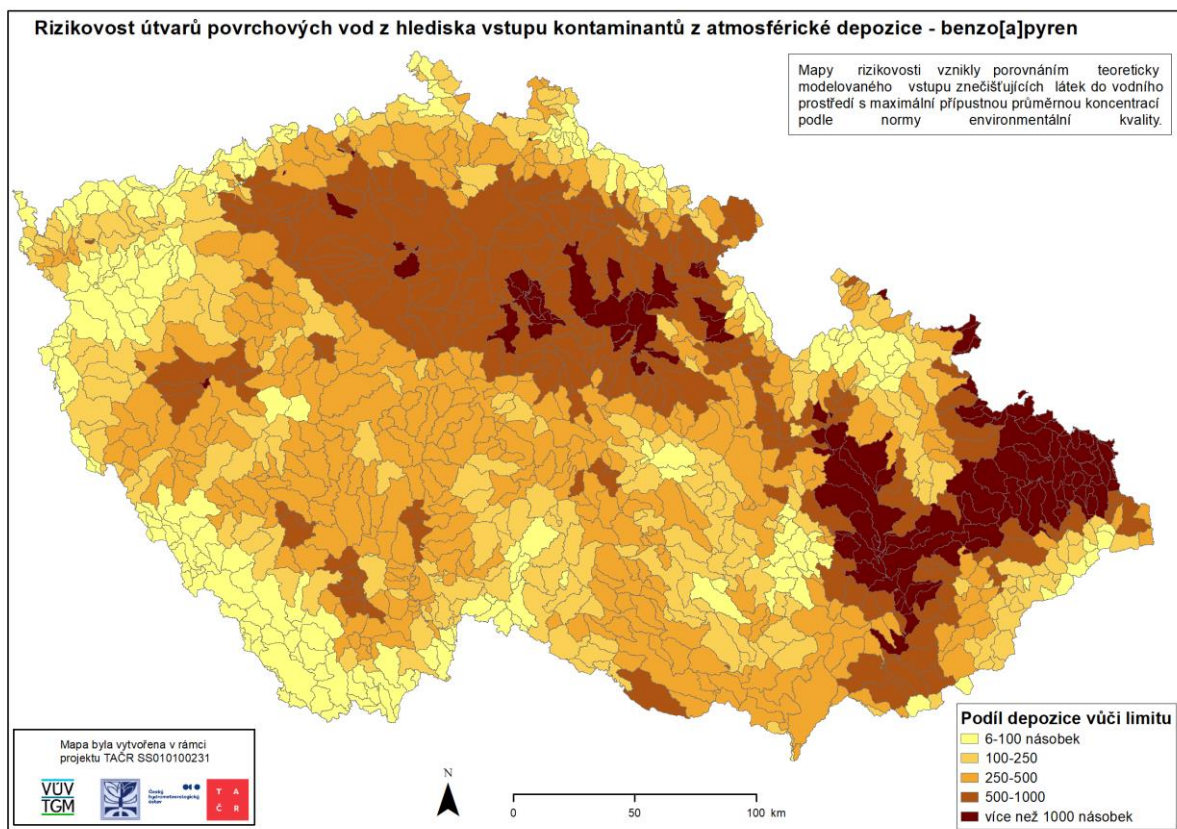 Rizikovost útvarů povrchových vod z hlediska vstupu kontaminantů z atmosférické depozice - benzo[a]pyren
Mapy rizikovosti vznikly porovnáním teoreticky
modelovaného vstupu znečišťujících látek do vodního
prostředí s maximální přípustnou průměrnou koncentrací
podle normy environmentální kvality.
Podíl depozice vůči limitu
6-100 násobek
100-250
250-500
500-1000
více než 1000 násobek
Mapa byla vytvořena v rámci
projektu TAČR SS010100231
VÚV
TGM
Český
hydrometeorologický
ústav
T A
Č R
N
0 50 100 km